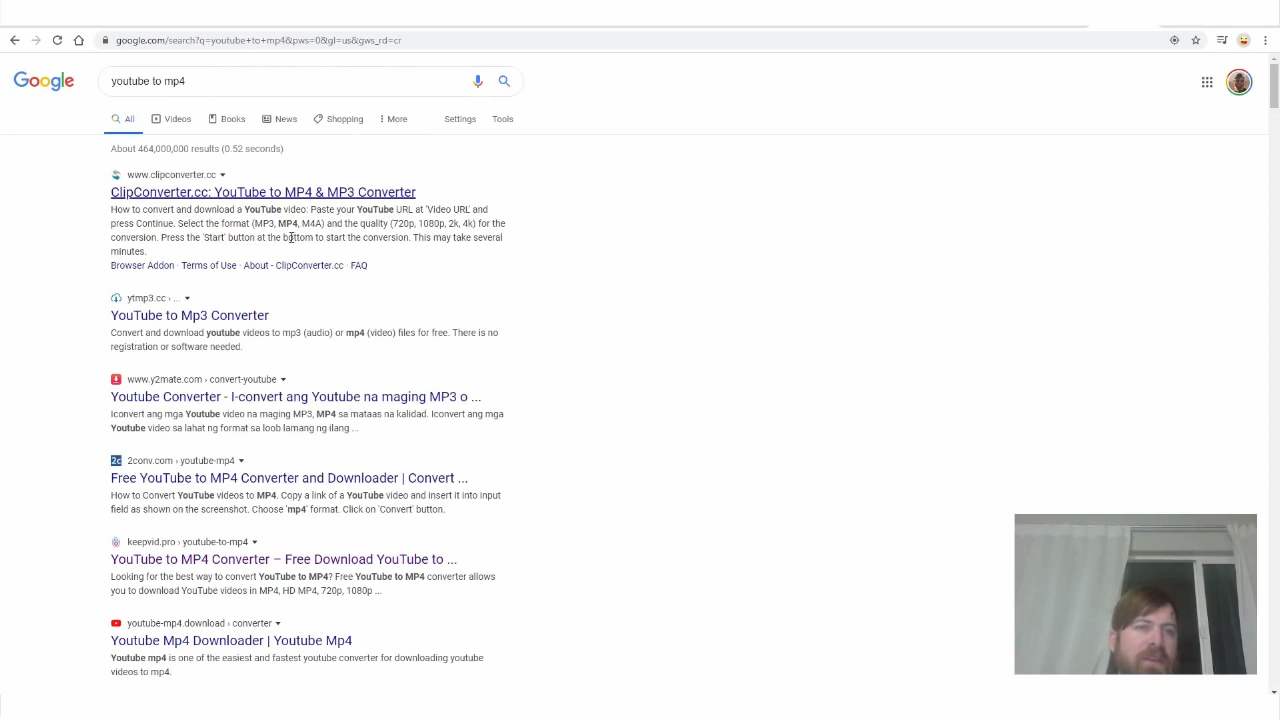 google.com/search?q=youtube+to+mp4&pws=0&gl=us&gws_rd=cr
Google
youtube to mp4
All Videos Books News Shopping More Settings Tools
About 464,000,000 results (0.52 seconds)
www.clipconverter.cc
ClipConverter.cc: YouTube to MP4 & MP3 Converter
How to convert and download a YouTube video: Paste your YouTube URL at 'Video URL' and
press Continue. Select the format (MP3, MP4, M4A) and the quality (720p, 1080p, 2k, 4k) for the
conversion. Press the 'Start' button at the bottom to start the conversion. This may take several
minutes.
Browser Addon · Terms of Use · About - ClipConverter.cc · FAQ
ytmp3.cc › ...
YouTube to Mp3 Converter
Convert and download youtube videos to mp3 (audio) or mp4 (video) files for free. There is no
registration or software needed.
www.y2mate.com › convert-youtube
Youtube Converter - I-convert ang Youtube na maging MP3 o ...
Iconvert ang mga Youtube video na maging MP3, MP4 sa mataas na kalidad. Iconvert ang mga
Youtube video sa lahat ng format sa loob lamang ng ilang ...
2c 2conv.com › youtube-mp4
Free YouTube to MP4 Converter and Downloader | Convert ...
How to Convert YouTube videos to MP4. Copy a link of a YouTube video and insert it into input
field as shown on the screenshot. Choose 'mp4' format. Click on 'Convert' button.
keepvid.pro › youtube-to-mp4
YouTube to MP4 Converter – Free Download YouTube to ...
Looking for the best way to convert YouTube to MP4? Free YouTube to MP4 converter allows
you to download YouTube videos in MP4, HD MP4, 720p, 1080p ...
youtube-mp4.download › converter
Youtube Mp4 Downloader | Youtube Mp4
Youtube mp4 is one of the easiest and fastest youtube converter for downloading youtube
videos to mp4.